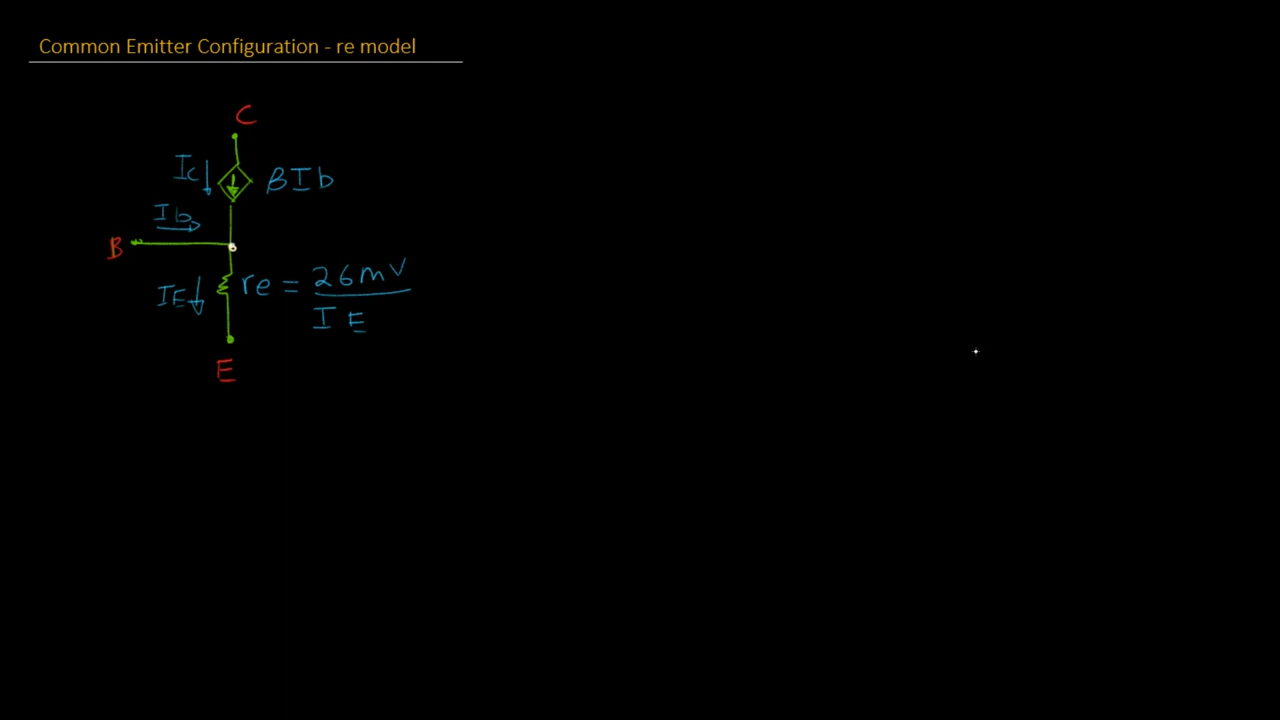 Common Emitter Configuration - re model
C
Ic
βIb
Ib
B
IE
re = 26mV
IE
E